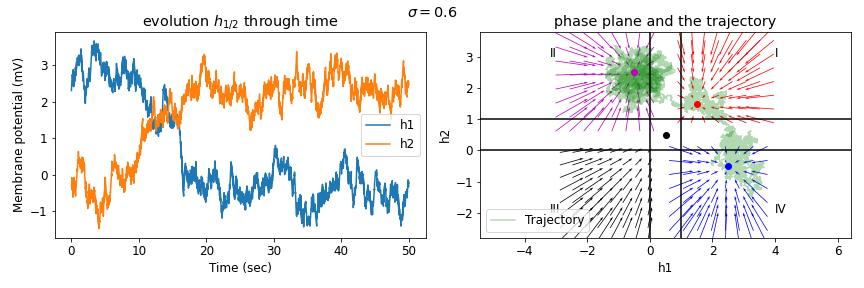 σ = 0.6
evolution h1/2 through time
Membrane potential (mV)
3
2
1
0
−1
0
10
20
30
40
50
Time (sec)
h1
h2
phase plane and the trajectory
h2
3
2
1
0
−1
−2
−4
−2
0
2
4
6
h1
II
I
III
IV
Trajectory